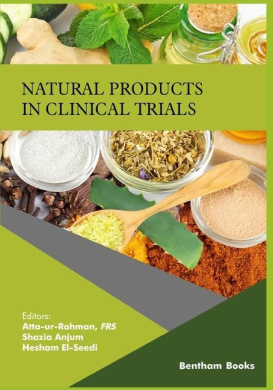 NATURAL PRODUCTS
IN CLINICAL TRIALS
Editors:
Atta-ur-Rahman, FRS
Shazia Anjum
Hesham El-Seedi
Bentham Books